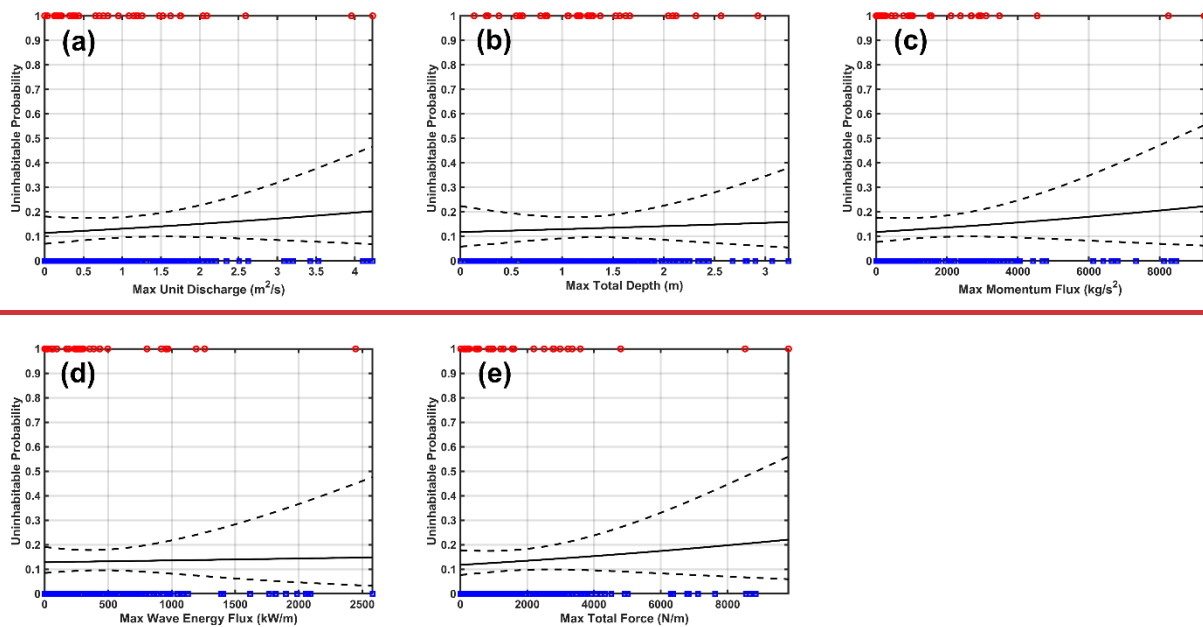 (a)
Uninhabitable Probability
1
0.9
0.8
0.7
0.6
0.5
0.4
0.3
0.2
0.1
0
0 0.5 1 1.5 2 2.5 3 3.5 4
Max Unit Discharge (m²/s)
(b)
Uninhabitable Probability
1
0.9
0.8
0.7
0.6
0.5
0.4
0.3
0.2
0.1
0
0 0.5 1 1.5 2 2.5 3
Max Total Depth (m)
(c)
Uninhabitable Probability
1
0.9
0.8
0.7
0.6
0.5
0.4
0.3
0.2
0.1
0
0 2000 4000 6000 8000
Max Momentum Flux (kg/s²)
(d)
Uninhabitable Probability
1
0.9
0.8
0.7
0.6
0.5
0.4
0.3
0.2
0.1
0
0 500 1000 1500 2000 2500
Max Wave Energy Flux (kW/m)
(e)
Uninhabitable Probability
1
0.9
0.8
0.7
0.6
0.5
0.4
0.3
0.2
0.1
0
0 2000 4000 6000 8000
Max Total Force (N/m)